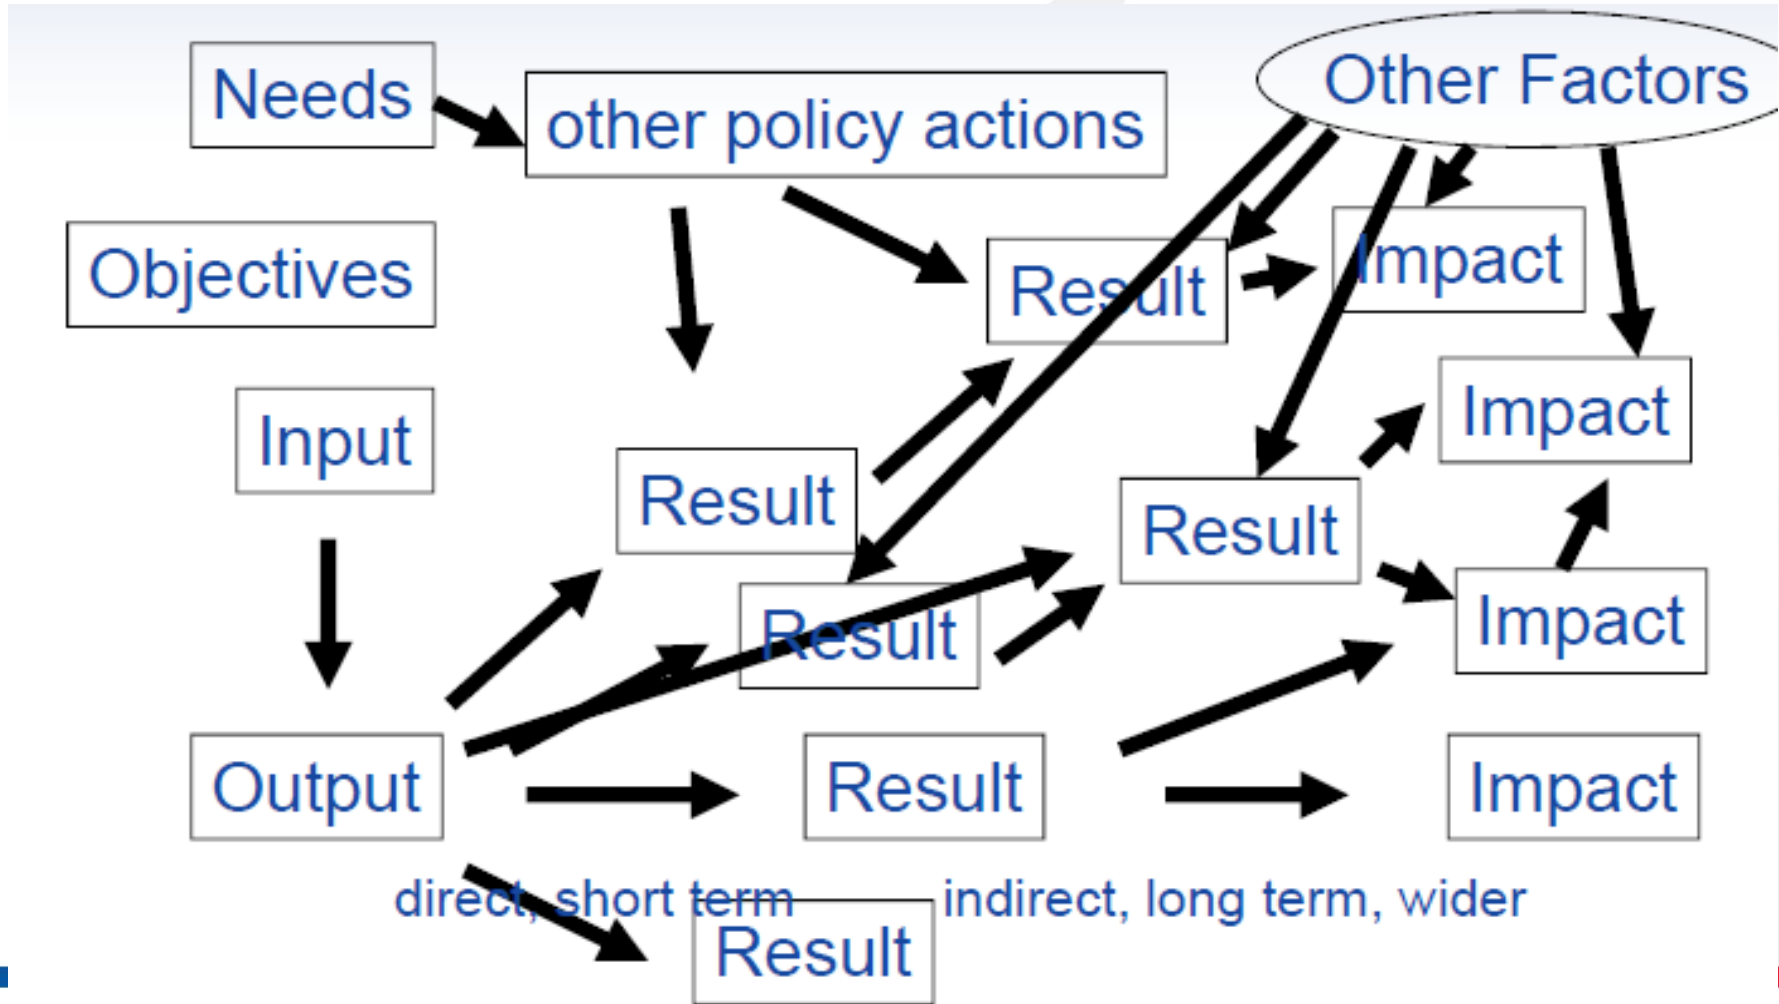 Needs
other policy actions
Other Factors
Objectives
Result
Impact
Input
Impact
Result
Result
Result
Impact
Output
Result
Impact
direct, short term
indirect, long term, wider
Result